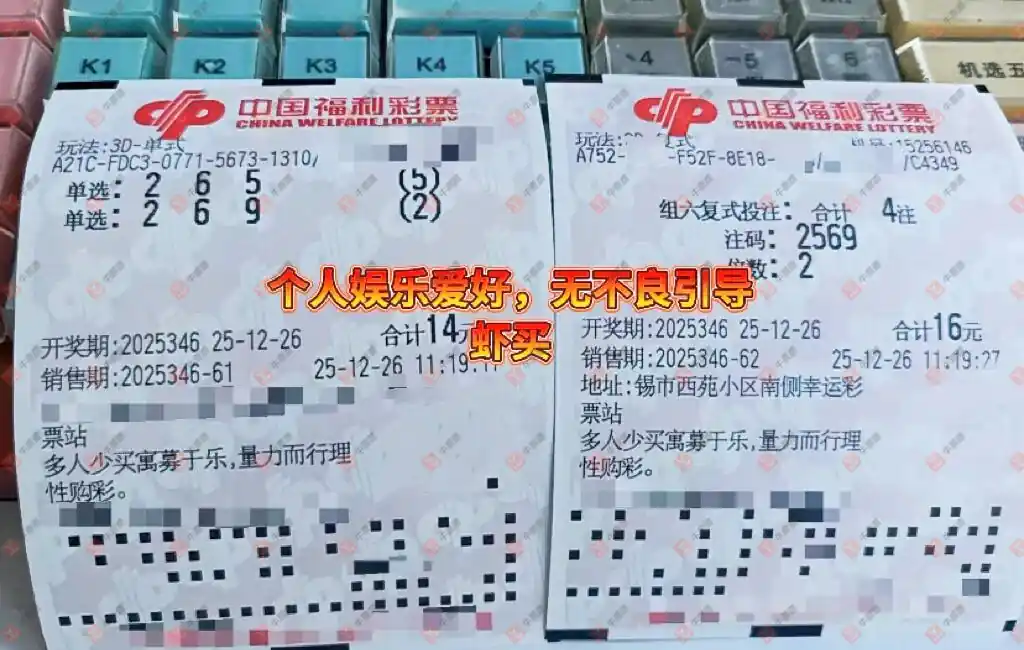 K1 K2 K3 K4 K5 4 5 6 机选五
中国福利彩票
CHINA WELFARE LOTTERY
玩法:3D-单式
A21C-FDC3-0771-5673-1310/
单选: 2 6 5 (5)
单选: 2 6 9 (2)
开奖期:2025346 25-12-26 合计14元
销售期:2025346-61 25-12-26 11:19:
票站
多人少买寓募于乐,量力而行理
性购彩。
中国福利彩票
CHINA WELFARE LOTTERY
玩法: 式 :15256146
A752- -F52F-8E18- / /C4349
组六复式投注: 合计 4注
注码: 2569
位数: 2
开奖期:2025346 25-12-26 合计16元
销售期:2025346-62 25-12-26 11:19:27
地址:锡市西苑小区南侧幸运彩
票站
多人少买寓募于乐,量力而行理
性购彩。
个人娱乐爱好，无不良引导
虾买